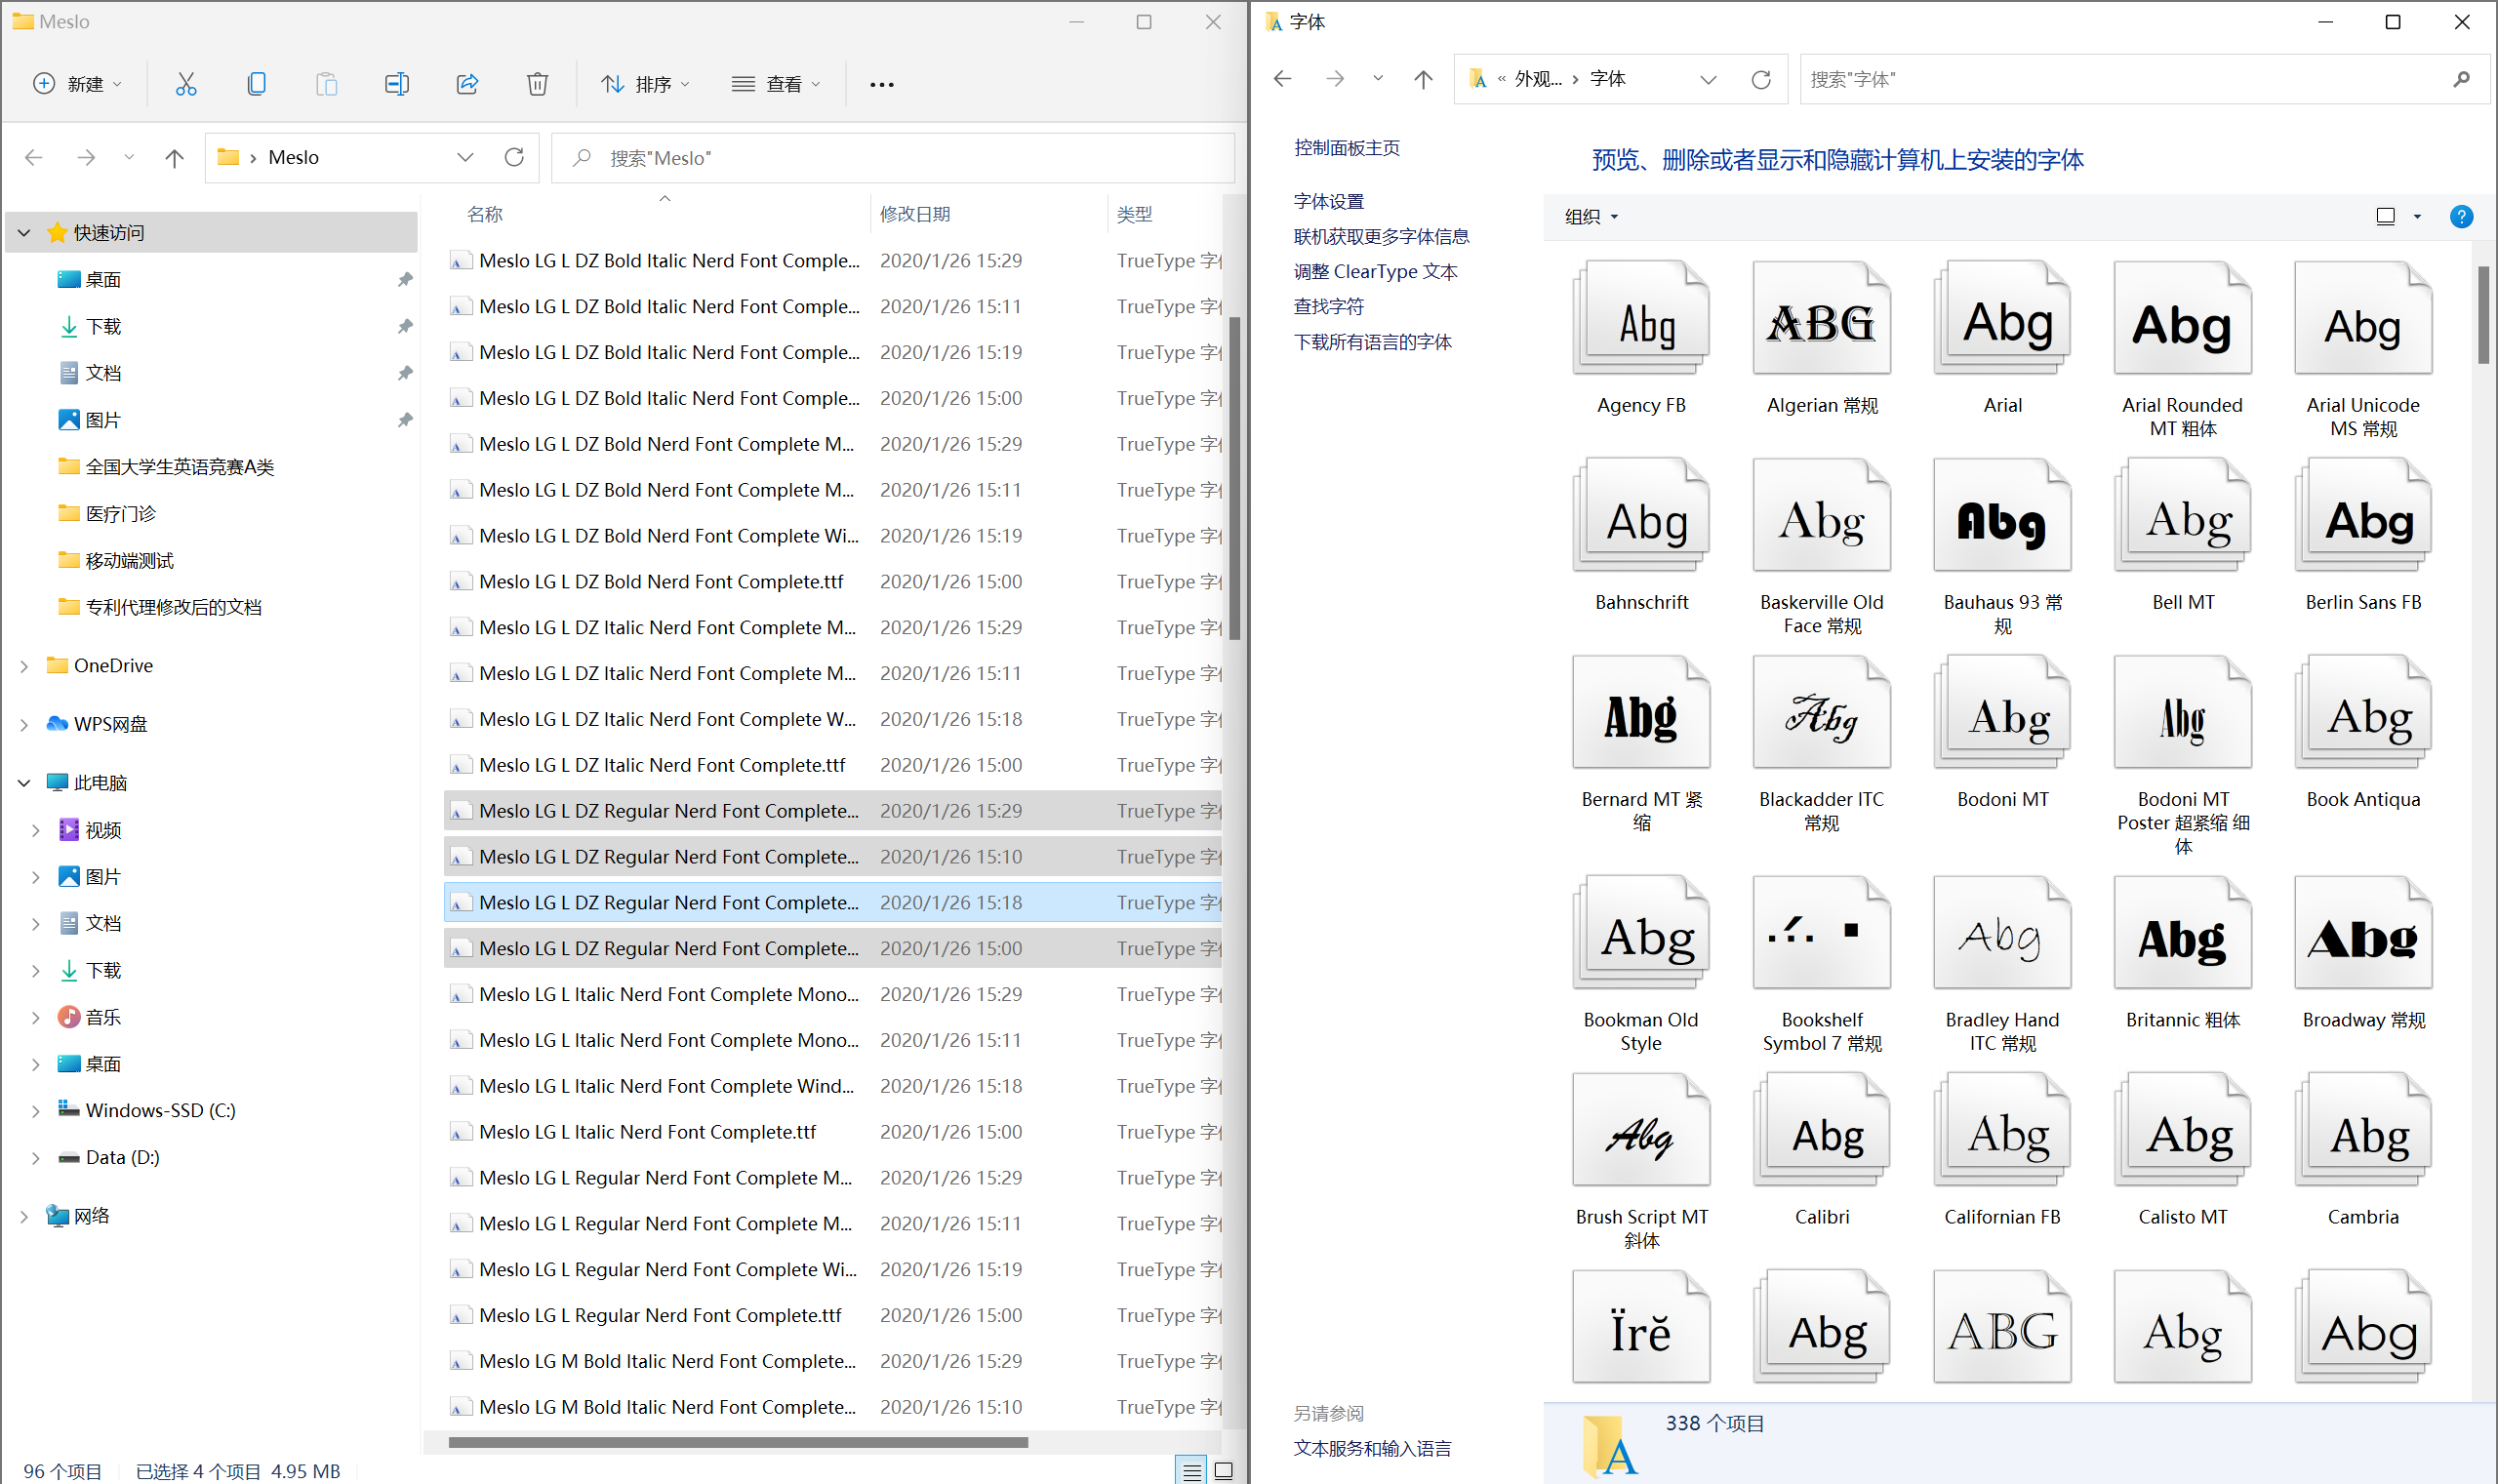 Meslo
新建
排序
查看
Meslo
搜索"Meslo"
快速访问
桌面
下载
文档
图片
全国大学生英语竞赛A类
医疗门诊
移动端测试
专利代理修改后的文档
OneDrive
WPS网盘
此电脑
视频
图片
文档
下载
音乐
桌面
Windows-SSD (C:)
Data (D:)
网络
名称 修改日期 类型
Meslo LG L DZ Bold Italic Nerd Font Comple... 2020/1/26 15:29 TrueType 字
Meslo LG L DZ Bold Italic Nerd Font Comple... 2020/1/26 15:11 TrueType 字
Meslo LG L DZ Bold Italic Nerd Font Comple... 2020/1/26 15:19 TrueType 字
Meslo LG L DZ Bold Italic Nerd Font Comple... 2020/1/26 15:00 TrueType 字
Meslo LG L DZ Bold Nerd Font Complete M... 2020/1/26 15:29 TrueType 字
Meslo LG L DZ Bold Nerd Font Complete M... 2020/1/26 15:11 TrueType 字
Meslo LG L DZ Bold Nerd Font Complete Wi... 2020/1/26 15:19 TrueType 字
Meslo LG L DZ Bold Nerd Font Complete.ttf 2020/1/26 15:00 TrueType 字
Meslo LG L DZ Italic Nerd Font Complete M... 2020/1/26 15:29 TrueType 字
Meslo LG L DZ Italic Nerd Font Complete M... 2020/1/26 15:11 TrueType 字
Meslo LG L DZ Italic Nerd Font Complete W... 2020/1/26 15:18 TrueType 字
Meslo LG L DZ Italic Nerd Font Complete.ttf 2020/1/26 15:00 TrueType 字
Meslo LG L DZ Regular Nerd Font Complete... 2020/1/26 15:29 TrueType 字
Meslo LG L DZ Regular Nerd Font Complete... 2020/1/26 15:10 TrueType 字
Meslo LG L DZ Regular Nerd Font Complete... 2020/1/26 15:18 TrueType 字
Meslo LG L DZ Regular Nerd Font Complete... 2020/1/26 15:00 TrueType 字
Meslo LG L Italic Nerd Font Complete Mono... 2020/1/26 15:29 TrueType 字
Meslo LG L Italic Nerd Font Complete Mono... 2020/1/26 15:11 TrueType 字
Meslo LG L Italic Nerd Font Complete Wind... 2020/1/26 15:18 TrueType 字
Meslo LG L Italic Nerd Font Complete.ttf 2020/1/26 15:00 TrueType 字
Meslo LG L Regular Nerd Font Complete M... 2020/1/26 15:29 TrueType 字
Meslo LG L Regular Nerd Font Complete M... 2020/1/26 15:11 TrueType 字
Meslo LG L Regular Nerd Font Complete Wi... 2020/1/26 15:19 TrueType 字
Meslo LG L Regular Nerd Font Complete.ttf 2020/1/26 15:00 TrueType 字
Meslo LG M Bold Italic Nerd Font Complete... 2020/1/26 15:29 TrueType 字
Meslo LG M Bold Italic Nerd Font Complete... 2020/1/26 15:10 TrueType 字
96 个项目 已选择 4 个项目 4.95 MB
字体
« 外观... › 字体
搜索"字体"
控制面板主页
字体设置
联机获取更多字体信息
调整 ClearType 文本
查找字符
下载所有语言的字体
另请参阅
文本服务和输入语言
预览、删除或者显示和隐藏计算机上安装的字体
组织
Abg ABG Abg Abg Abg
Agency FB
Algerian 常规
Arial
Arial Rounded
MT 粗体
Arial Unicode
MS 常规
Abg Abg Abg Abg Abg
Bahnschrift
Baskerville Old
Face 常规
Bauhaus 93 常
规
Bell MT
Berlin Sans FB
Abg Abg Abg Abg Abg
Bernard MT 紧
缩
Blackadder ITC
常规
Bodoni MT
Bodoni MT
Poster 超紧缩 细
体
Book Antiqua
Abg Abg Abg Abg
Bookman Old
Style
Bookshelf
Symbol 7 常规
Bradley Hand
ITC 常规
Britannic 粗体
Broadway 常规
Abg Abg Abg Abg Abg
Brush Script MT
斜体
Calibri
Californian FB
Calisto MT
Cambria
Ïrĕ Abg ABG Abg Abg
338 个项目